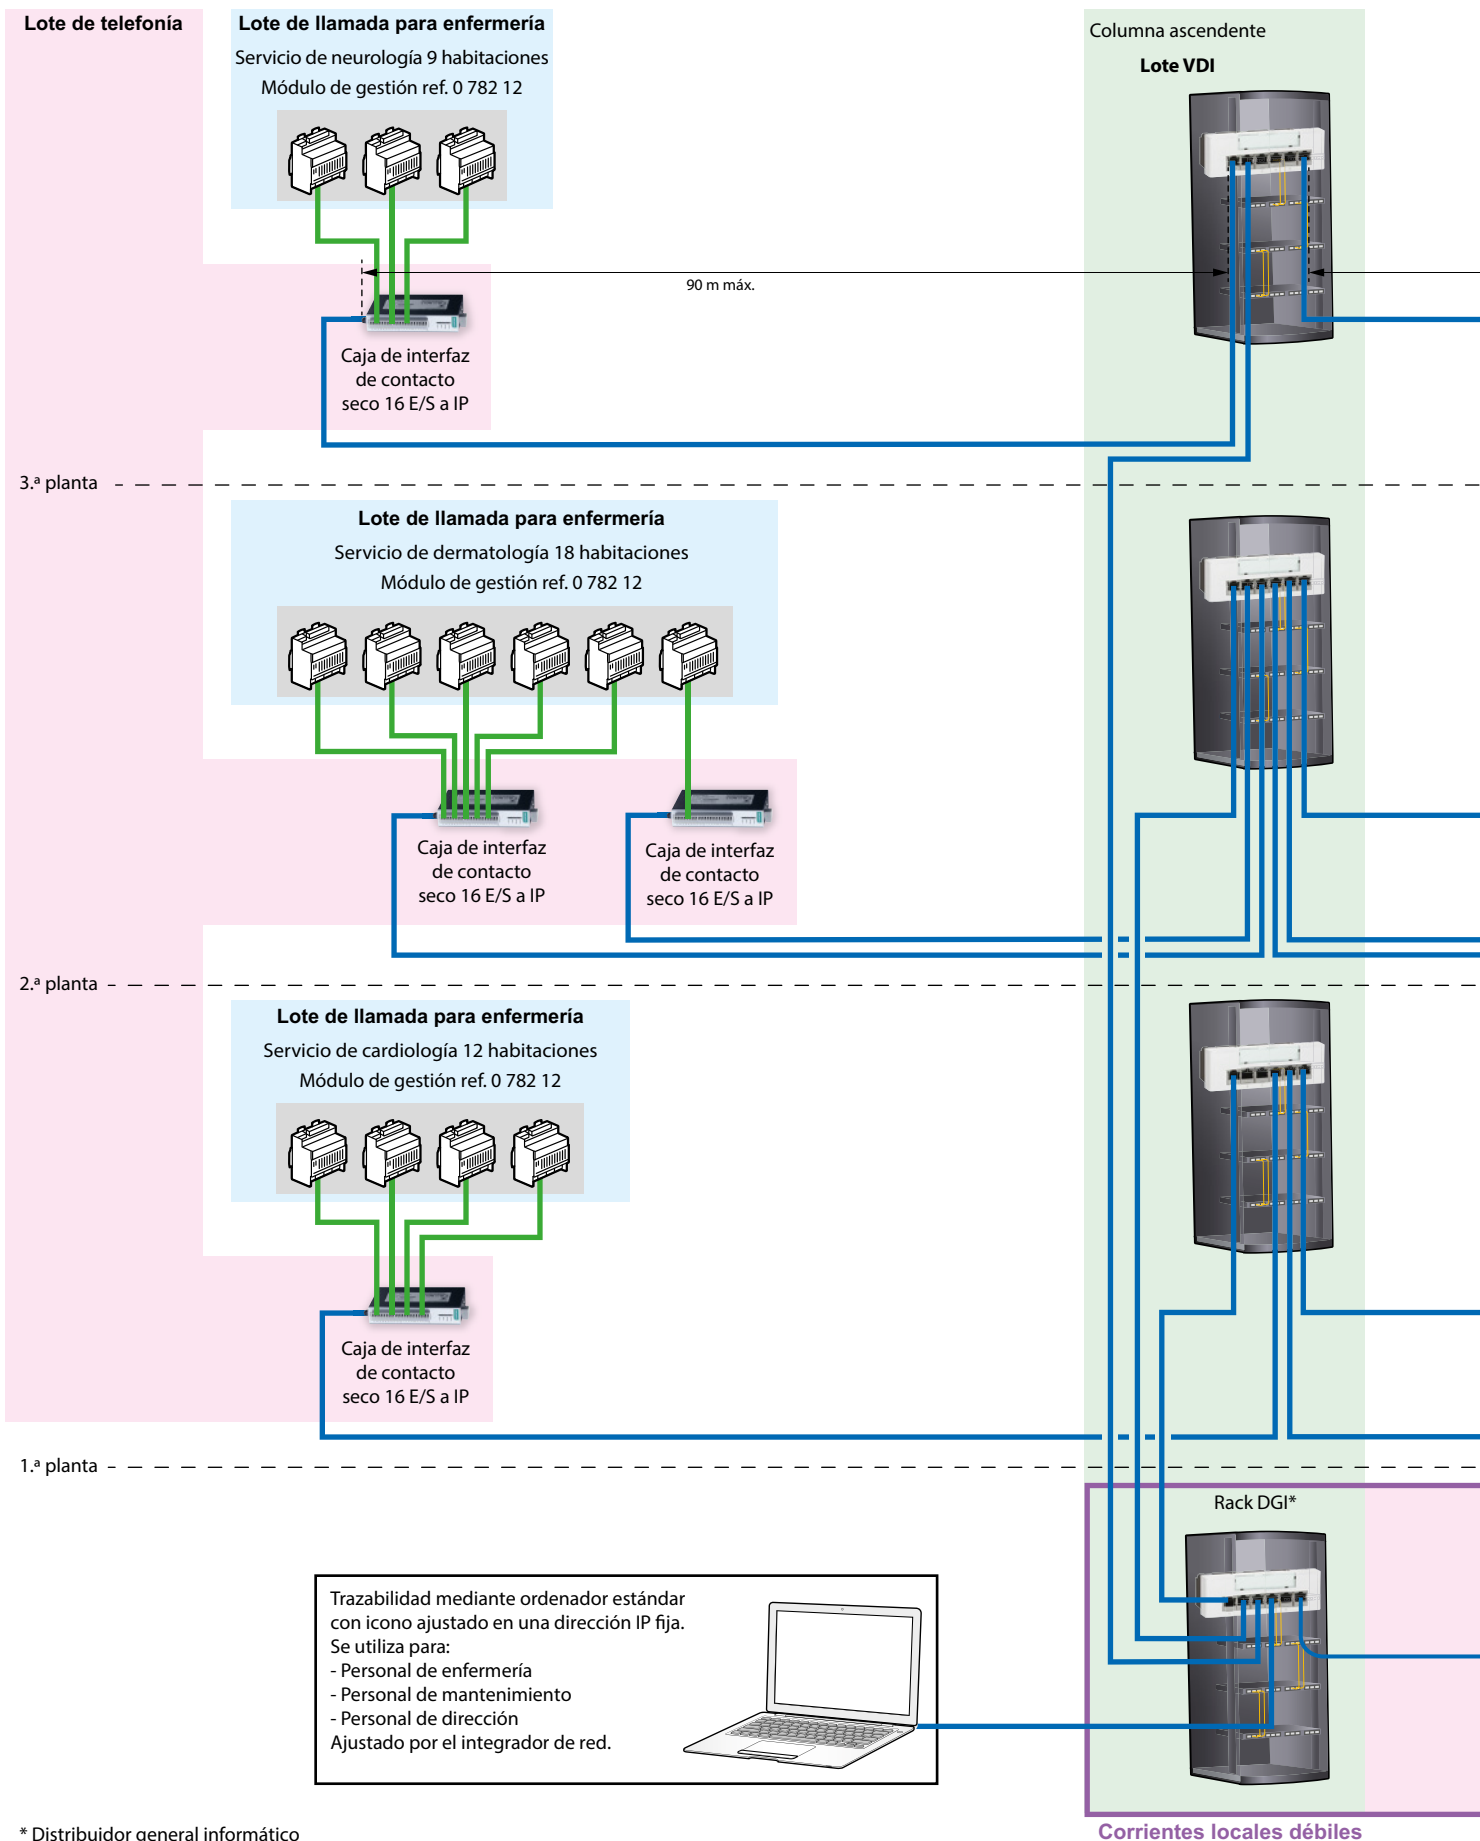 Lote de telefonía
Lote de llamada para enfermería
Servicio de neurología 9 habitaciones
Módulo de gestión ref. 0 782 12
Columna ascendente
Lote VDI
90 m máx.
Caja de interfaz
de contacto
seco 16 E/S a IP
3.ª planta
Lote de llamada para enfermería
Servicio de dermatología 18 habitaciones
Módulo de gestión ref. 0 782 12
Caja de interfaz
de contacto
seco 16 E/S a IP
Caja de interfaz
de contacto
seco 16 E/S a IP
2.ª planta
Lote de llamada para enfermería
Servicio de cardiología 12 habitaciones
Módulo de gestión ref. 0 782 12
Caja de interfaz
de contacto
seco 16 E/S a IP
1.ª planta
Rack DGI*
Trazabilidad mediante ordenador estándar
con icono ajustado en una dirección IP fija.
Se utiliza para:
- Personal de enfermería
- Personal de mantenimiento
- Personal de dirección
Ajustado por el integrador de red.
* Distribuidor general informático
Corrientes locales débiles